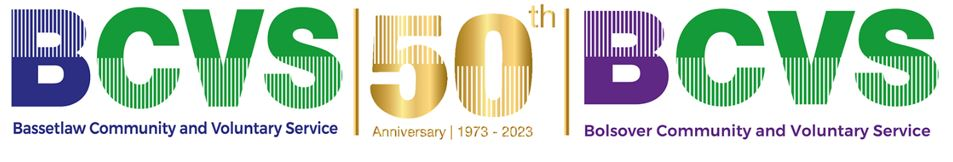 BCVS
Bassetlaw Community and Voluntary Service
50th
Anniversary | 1973 - 2023
BCVS
Bolsover Community and Voluntary Service